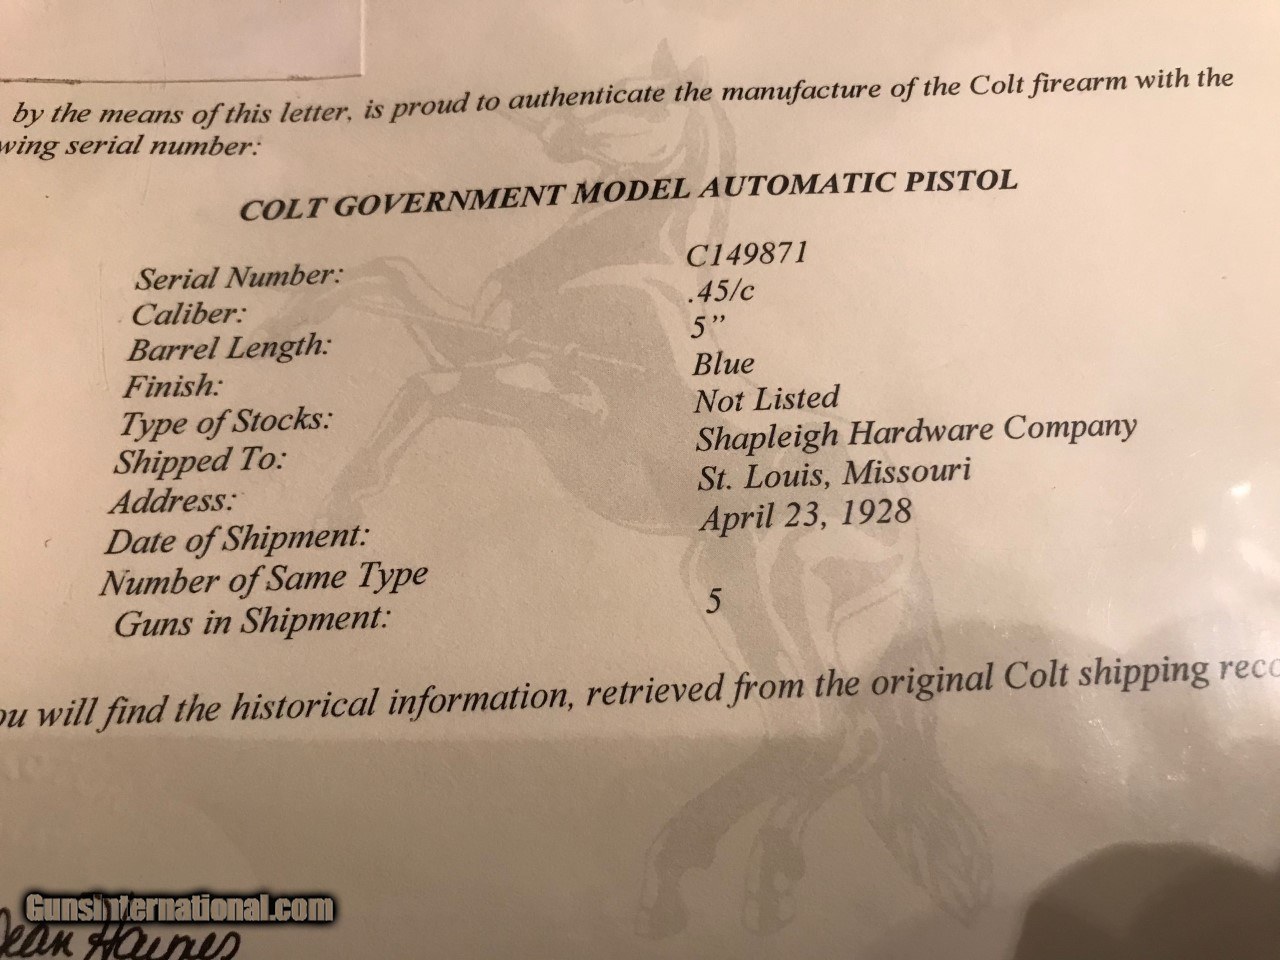 by the means of this letter, is proud to authenticate the manufacture of the Colt firearm with the
wing serial number:
COLT GOVERNMENT MODEL AUTOMATIC PISTOL
Serial Number: C149871
Caliber: .45/c
Barrel Length: 5”
Finish: Blue
Type of Stocks: Not Listed
Shipped To: Shapleigh Hardware Company
Address: St. Louis, Missouri
Date of Shipment: April 23, 1928
Number of Same Type
Guns in Shipment: 5
ou will find the historical information, retrieved from the original Colt shipping reco
GunsInternational.com
Haines